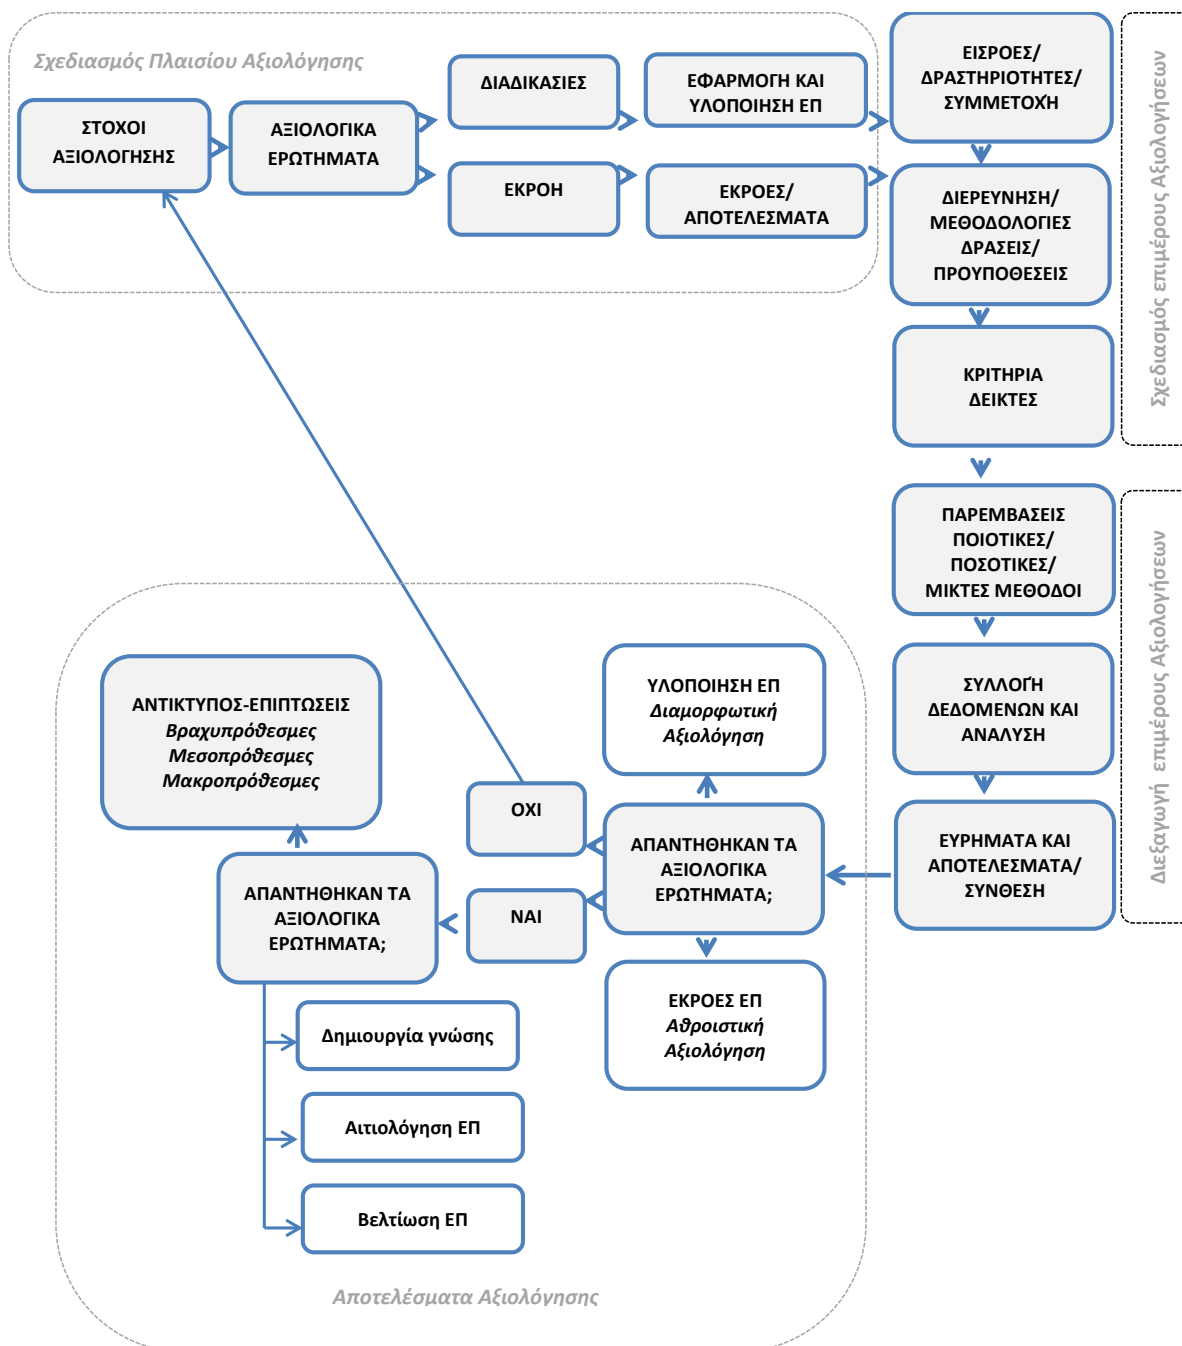 Σχεδιασμός Πλαισίου Αξιολόγησης
ΣΤΟΧΟΙ
ΑΞΙΟΛΟΓΗΣΗΣ
ΑΞΙΟΛΟΓΙΚΑ
ΕΡΩΤΗΜΑΤΑ
ΔΙΑΔΙΚΑΣΙΕΣ
ΕΦΑΡΜΟΓΗ ΚΑΙ
ΥΛΟΠΟΙΗΣΗ ΕΠ
ΕΚΡΟΗ
ΕΚΡΟΕΣ/
ΑΠΟΤΕΛΕΣΜΑΤΑ
ΕΙΣΡΟΕΣ/
ΔΡΑΣΤΗΡΙΟΤΗΤΕΣ/
ΣΥΜΜΕΤΟΧΉ
ΔΙΕΡΕΥΝΗΣΗ/
ΜΕΘΟΔΟΛΟΓΙΕΣ
ΔΡΑΣΕΙΣ/
ΠΡΟΥΠΟΘΕΣΕΙΣ
ΚΡΙΤΗΡΙΑ
ΔΕΙΚΤΕΣ
Σχεδιασμός επιμέρους Αξιολογήσεων
ΠΑΡΕΜΒΑΣΕΙΣ
ΠΟΙΟΤΙΚΕΣ/
ΠΟΣΟΤΙΚΕΣ/
ΜΙΚΤΕΣ ΜΕΘΟΔΟΙ
ΣΥΛΛΟΓΉ
ΔΕΔΟΜΕΝΩΝ ΚΑΙ
ΑΝΑΛΥΣΗ
ΕΥΡΗΜΑΤΑ ΚΑΙ
ΑΠΟΤΕΛΕΣΜΑΤΑ/
ΣΥΝΘΕΣΗ
Διεξαγωγή επιμέρους Αξιολογήσεων
ΥΛΟΠΟΙΗΣΗ ΕΠ
Διαμορφωτική
Αξιολόγηση
ΑΝΤΙΚΤΥΠΟΣ-ΕΠΙΠΤΩΣΕΙΣ
Βραχυπρόθεσμες
Μεσοπρόθεσμες
Μακροπρόθεσμες
ΟΧΙ
ΑΠΑΝΤΗΘΗΚΑΝ ΤΑ
ΑΞΙΟΛΟΓΙΚΑ
ΕΡΩΤΗΜΑΤΑ;
ΝΑΙ
ΑΠΑΝΤΗΘΗΚΑΝ ΤΑ
ΑΞΙΟΛΟΓΙΚΑ
ΕΡΩΤΗΜΑΤΑ;
ΕΚΡΟΕΣ ΕΠ
Αθροιστική
Αξιολόγηση
Δημιουργία γνώσης
Αιτιολόγηση ΕΠ
Βελτίωση ΕΠ
Αποτελέσματα Αξιολόγησης